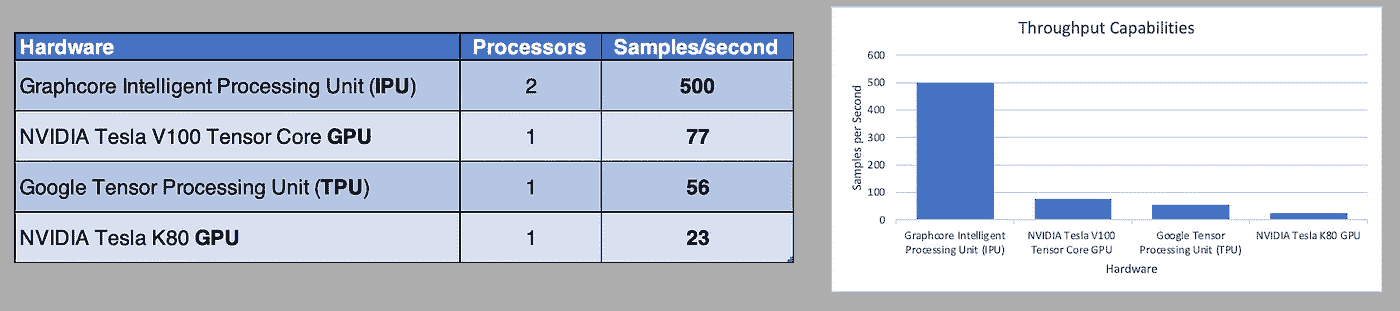 Hardware Processors Samples/second
Graphcore Intelligent Processing Unit (IPU) 2 500
NVIDIA Tesla V100 Tensor Core GPU 1 77
Google Tensor Processing Unit (TPU) 1 56
NVIDIA Tesla K80 GPU 1 23
Throughput Capabilities
Samples per Second
600
500
400
300
200
100
0
Graphcore Intelligent
Processing Unit (IPU)
NVIDIA Tesla V100
Tensor Core GPU
Google Tensor
Processing Unit (TPU)
NVIDIA Tesla K80 GPU
Hardware